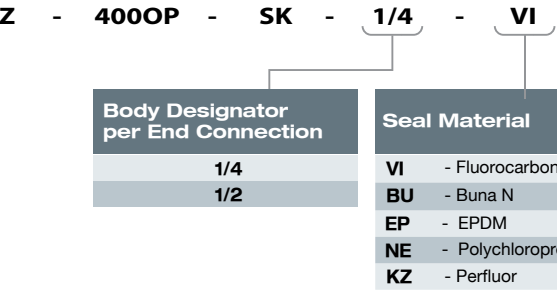 Z - 400OP - SK - 1/4 - VI
Body Designator
per End Connection
1/4
1/2
Seal Material
VI - Fluorocarbon
BU - Buna N
EP - EPDM
NE -
KZ - Perfluor